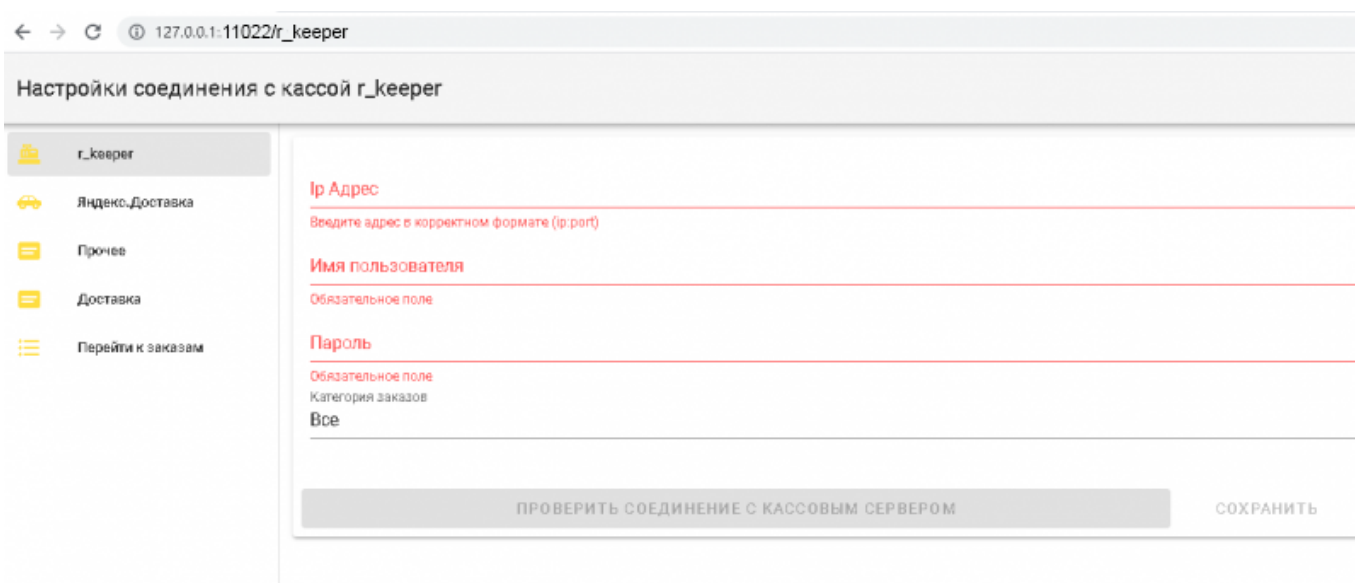 127.0.0.1:11022/r_keeper
Настройки соединения с кассой r_keeper
r_keeper
Яндекс.Доставка
Прочее
Доставка
Перейти к заказам
Ip Адрес
Введите адрес в корректном формате (ip:port)
Имя пользователя
Обязательное поле
Пароль
Обязательное поле
Категория заказов
Все
ПРОВЕРИТЬ СОЕДИНЕНИЕ С КАССОВЫМ СЕРВЕРОМ
СОХРАНИТЬ